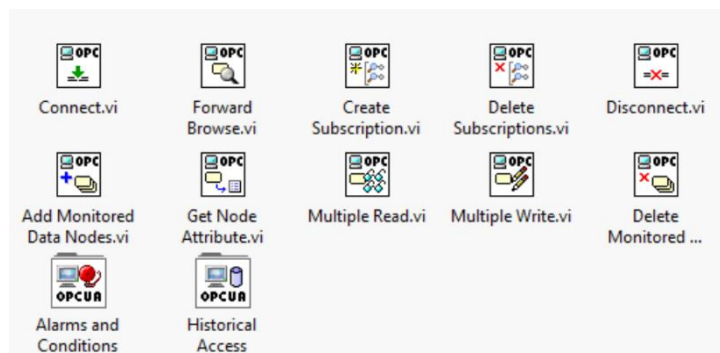 OPC OPC OPC OPC OPC
Connect.vi Forward Create Delete Disconnect.vi
Browse.vi Subscription.vi Subscriptions.vi
OPC OPC OPC OPC OPC
Add Monitored Get Node Multiple Read.vi Multiple Write.vi Delete
Data Nodes.vi Attribute.vi Monitored ...
OPCUA OPCUA
Alarms and Historical
Conditions Access